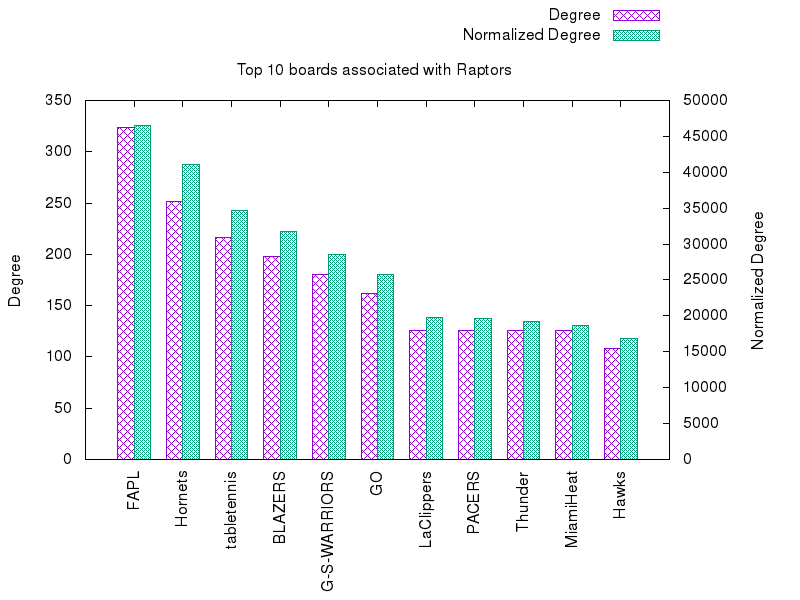 Degree
Normalized Degree
Top 10 boards associated with Raptors
350
300
250
200
150
100
50
0
50000
45000
40000
35000
30000
25000
20000
15000
10000
5000
0
Degree
Normalized Degree
FAPL
Hornets
tabletennis
BLAZERS
G-S-WARRIORS
GO
LaClippers
PACERS
Thunder
MiamiHeat
Hawks